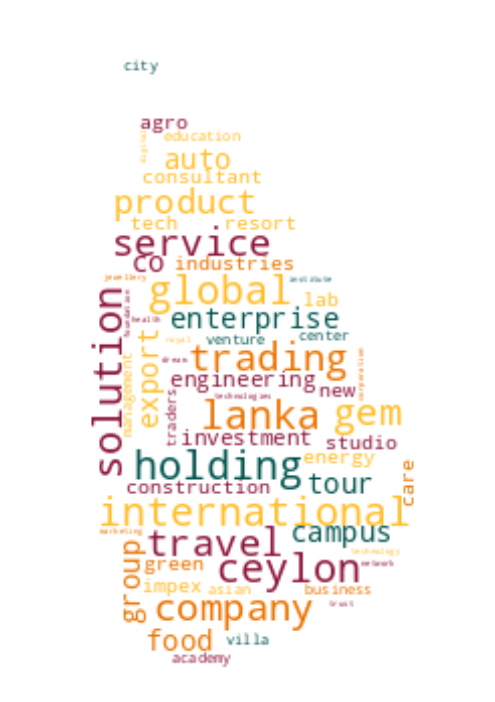 city
agro
education
digital
auto
consultant
product
tech resort
service
co industries
jewellery institute
global
lab
solution
foundation
health
enterprise
export
royal venture center
management
dream trading
corporation
engineering new
technologies
traders
lanka gem
investment studio
holding energy
construction tour
care
international
marketing travel campus
technology
group
green ceylon network
impex asian business
company trust
food villa
academy